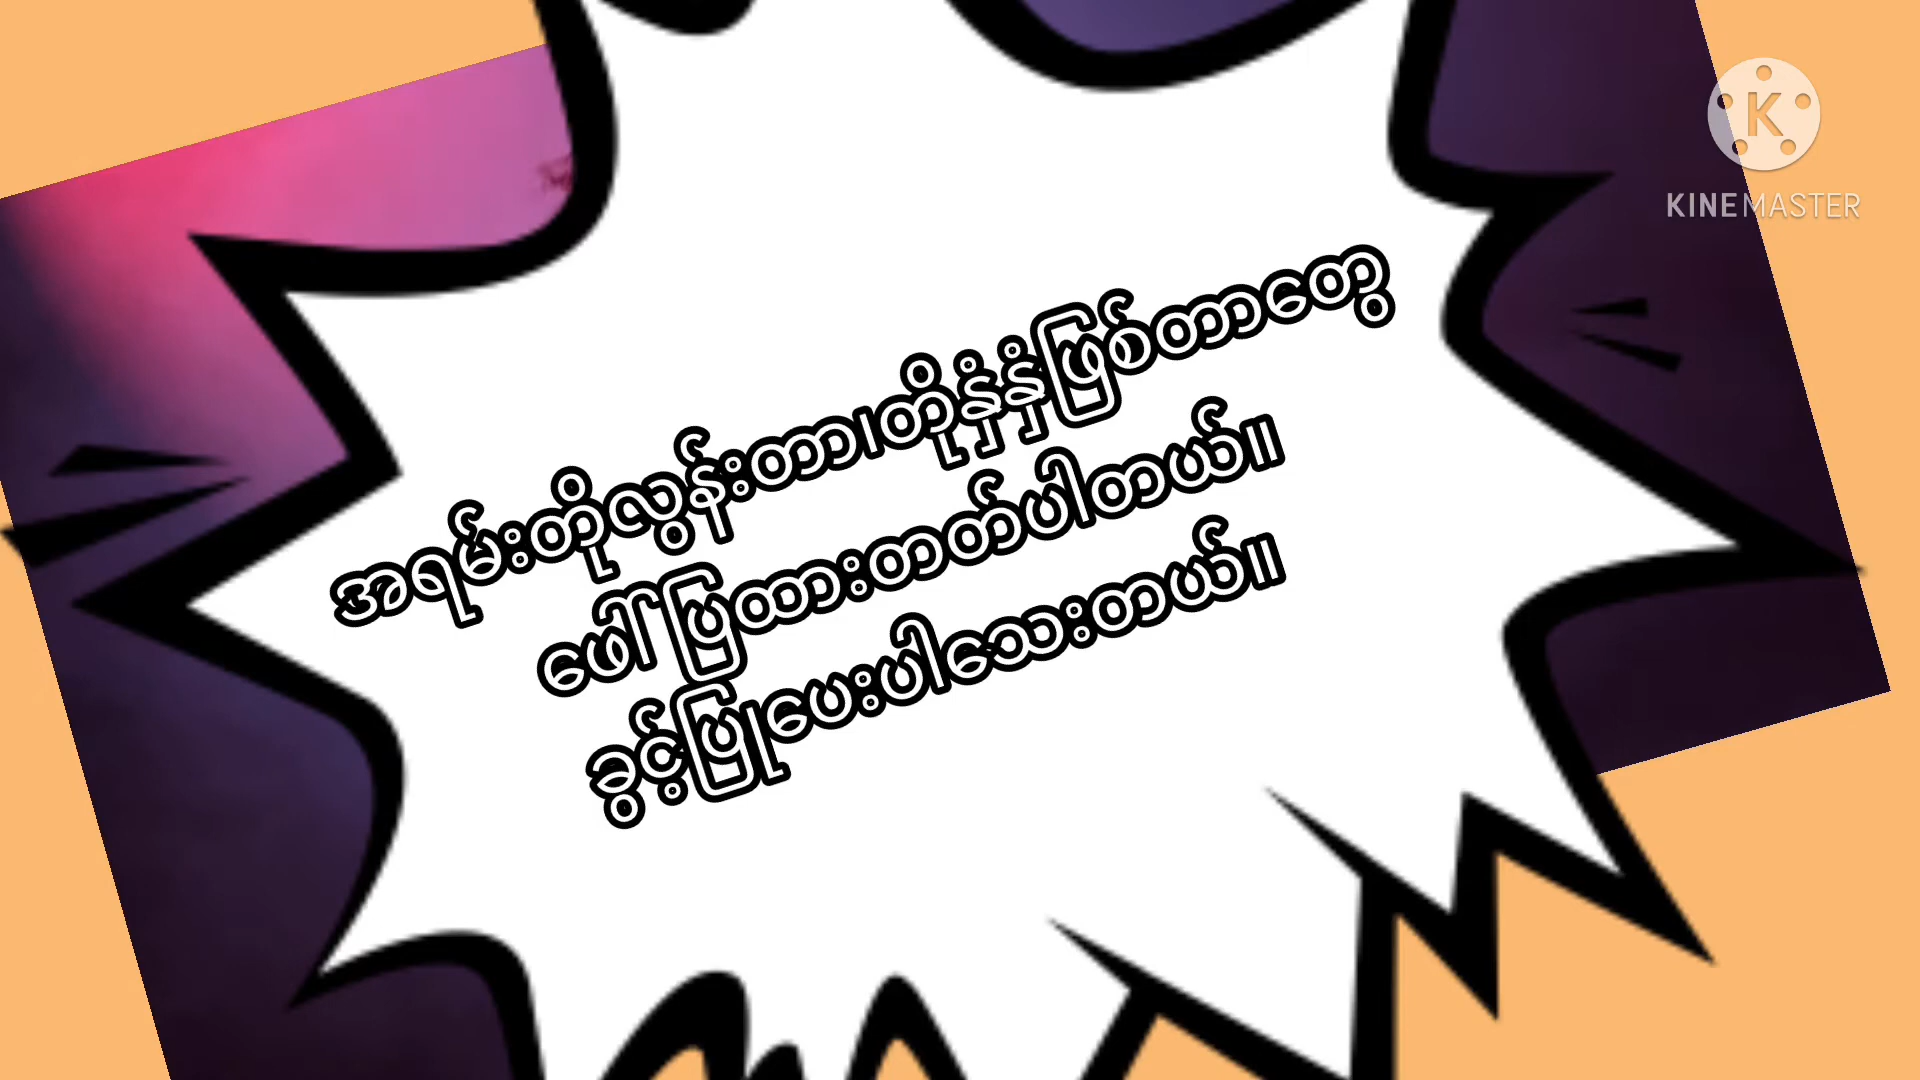 KINEMASTER
အရမ်းတိုလွန်းတာ၊တိုနှံ့နှံ့ဖြစ်တာတွေ
ဖေါ်ပြထားတတ်ပါတယ်။
ခွင့်ပြုပေးပါသေးတယ်။